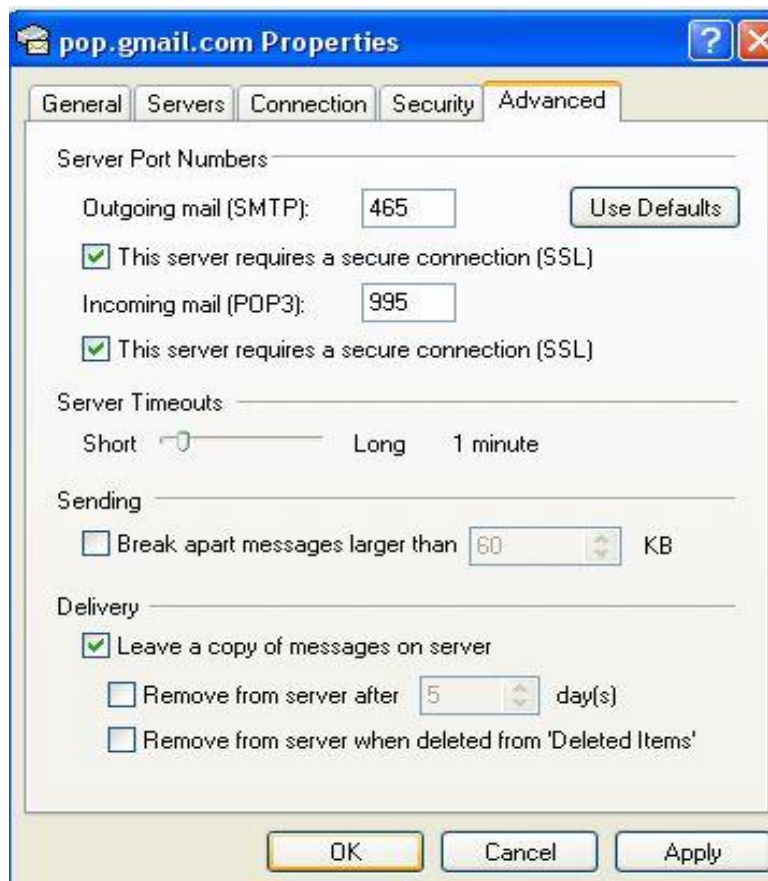 pop.gmail.com Properties
General Servers Connection Security Advanced
Server Port Numbers
Outgoing mail (SMTP): 465 Use Defaults
This server requires a secure connection (SSL)
Incoming mail (POP3): 995
This server requires a secure connection (SSL)
Server Timeouts
Short Long 1 minute
Sending
Break apart messages larger than 60 KB
Delivery
Leave a copy of messages on server
Remove from server after 5 day(s)
Remove from server when deleted from 'Deleted Items'
OK Cancel Apply